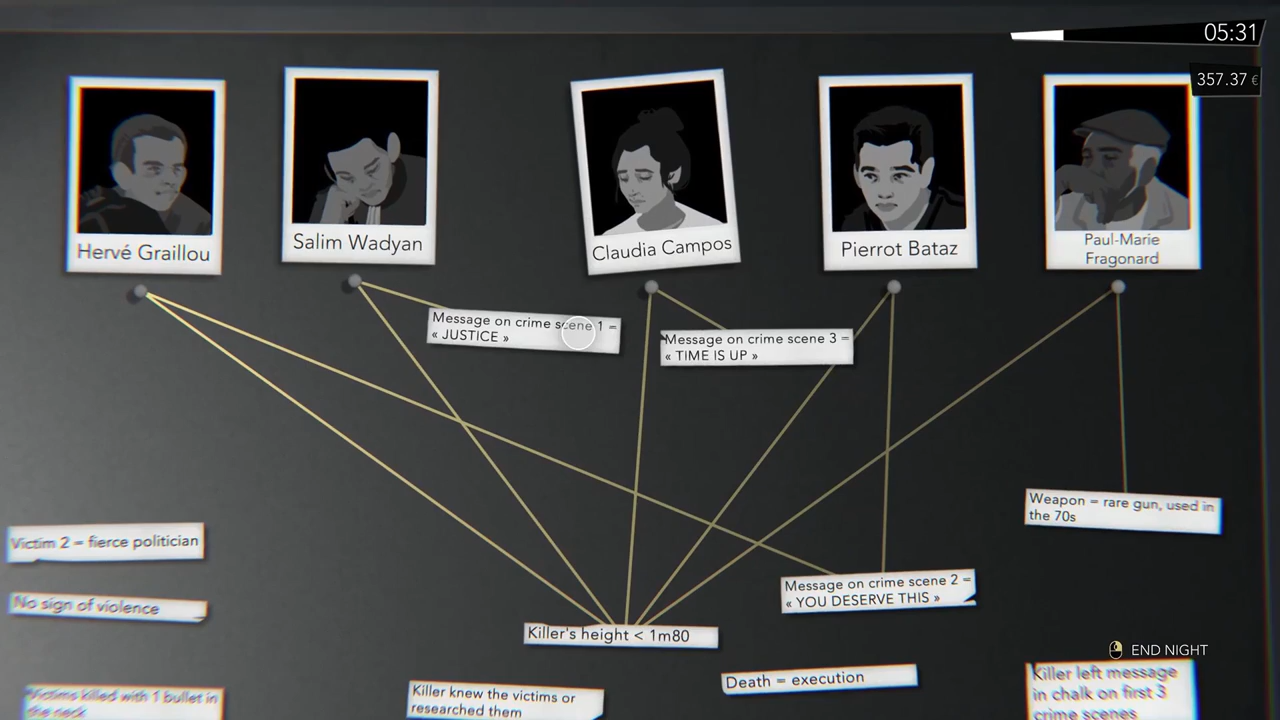 05:31
357.37 €
Hervé Graillou
Salim Wadyan
Claudia Campos
Pierrot Bataz
Paul-Marie
Fragonard
Message on crime scene 1 =
« JUSTICE »
Message on crime scene 3 =
« TIME IS UP »
Weapon = rare gun, used in
the 70s
Victim 2 = fierce politician
Message on crime scene 2 =
« YOU DESERVE THIS »
No sign of violence
Killer's height < 1m80
END NIGHT
Death = execution
Killer left message
in chalk on first 3
crime scenes
Victims killed with 1 bullet in
the neck
Killer knew the victims or
researched them